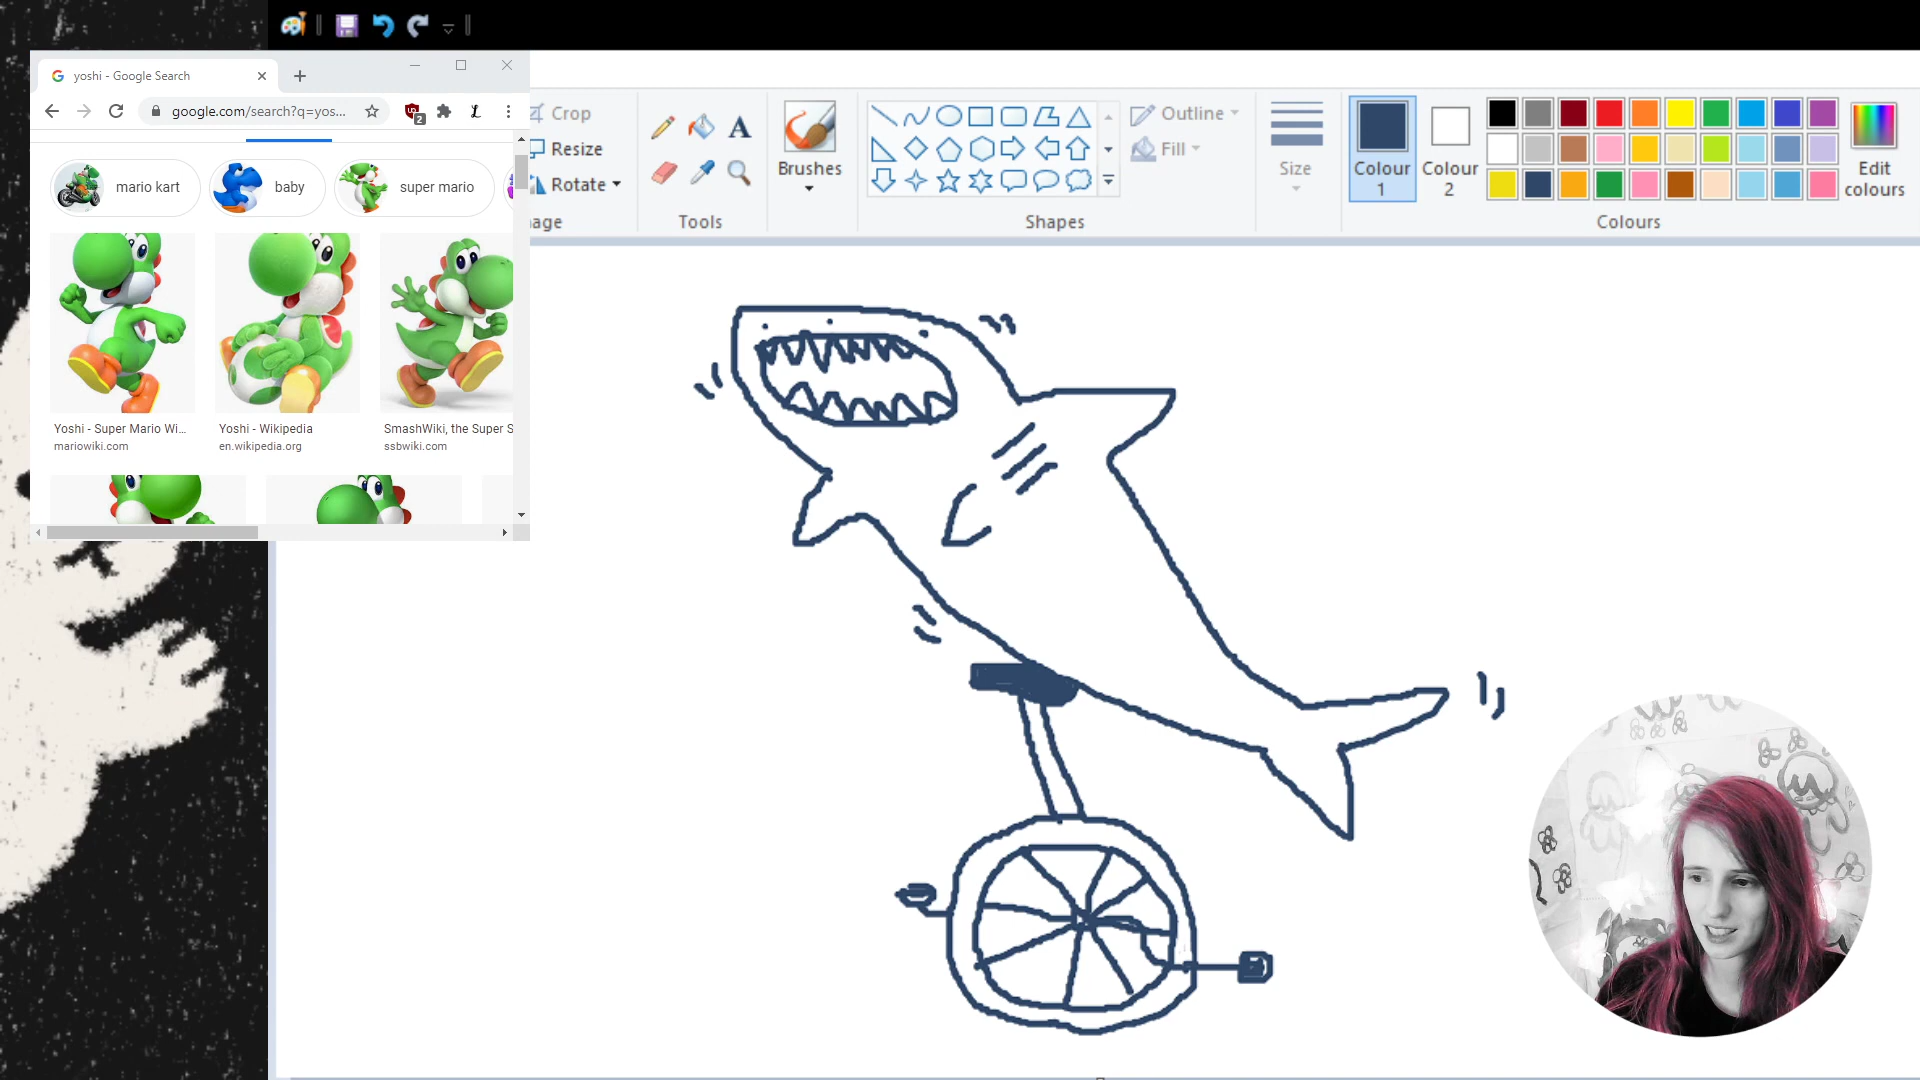 yoshi - Google Search
google.com/search?q=yos...
2
mario kart
baby
super mario
Yoshi - Super Mario Wi...
mariowiki.com
Yoshi - Wikipedia
en.wikipedia.org
SmashWiki, the Super S
ssbwiki.com
Crop
Resize
Rotate
age
A
Tools
Brushes
Outline
Fill
Shapes
Size
Colour
1
Colour
2
Edit
colours
Colours